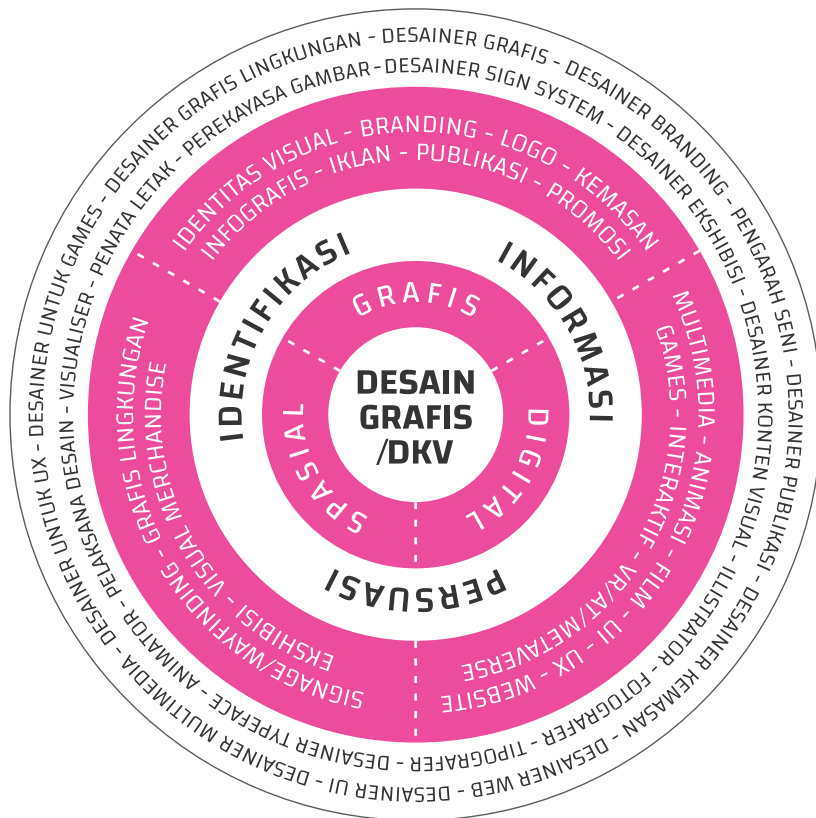 DESAIN
GRAFIS
/DKV
GRAFIS
DIGITAL
SPASIAL
IDENTIFIKASI
INFORMASI
PERSUASI
IDENTITAS VISUAL - BRANDING - LOGO - KEMASAN
INFOGRAFIS - IKLAN - PUBLIKASI - PROMOSI
MULTIMEDIA - ANIMASI - FILM - UI - UX - WEBSITE
GAMES - INTERAKTIF - VR/AT/METAVERSE
SIGNAGE/WAYFINDING - GRAFIS LINGKUNGAN
EKSHIBISI - VISUAL MERCHANDISE
DESAINER GRAFIS LINGKUNGAN - DESAINER GRAFIS - DESAINER BRANDING - PENGARAH SENI - DESAINER PUBLIKASI - DESAINER KEMASAN - DESAINER WEB - DESAINER UI - DESAINER MULTIMEDIA - DESAINER UNTUK UX - DESAINER UNTUK GAMES -
PEREKAYASA GAMBAR - DESAINER SIGN SYSTEM - DESAINER EKSHIBISI - DESAINER KONTEN VISUAL - ILLISTRATOR - FOTOGRAFER - TIPOGRAFER - DESAINER TYPEFACE - ANIMATOR - PELAKSANA DESAIN - VISUALISER - PENATA LETAK -